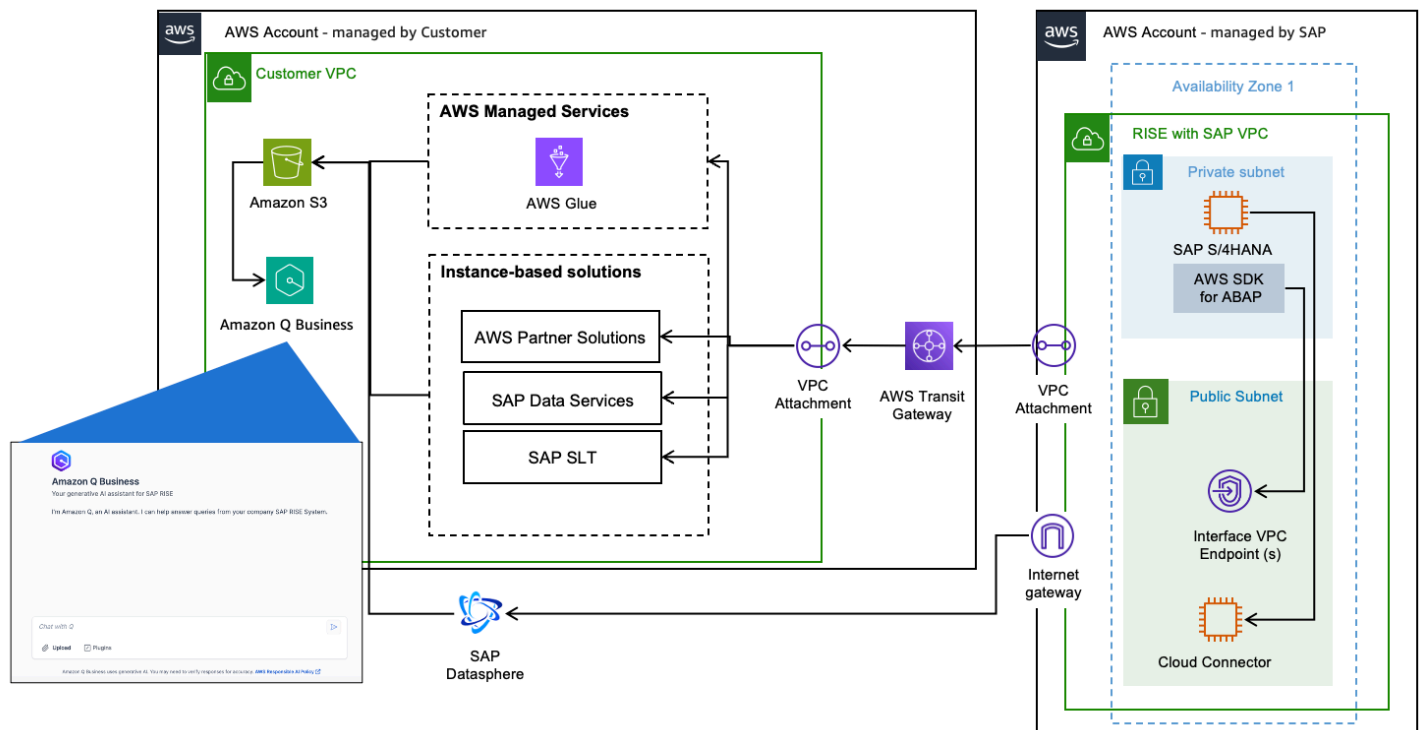 aws
AWS Account - managed by Customer
Customer VPC
AWS Managed Services
AWS Glue
Amazon S3
Amazon Q Business
Instance-based solutions
AWS Partner Solutions
SAP Data Services
SAP SLT
VPC
Attachment
AWS Transit
Gateway
VPC
Attachment
Internet
gateway
SAP
Datasphere
aws
AWS Account - managed by SAP
Availability Zone 1
RISE with SAP VPC
Private subnet
SAP S/4HANA
AWS SDK
for ABAP
Public Subnet
Interface VPC
Endpoint (s)
Cloud Connector
Amazon Q Business
Your generative AI assistant for SAP RISE
I'm Amazon Q, an AI assistant. I can help answer queries from your company SAP RISE System.
Chat with Q
Upload
Plugins
Amazon Q Business uses generative AI. You may need to verify responses for accuracy. AWS Responsible AI Policy